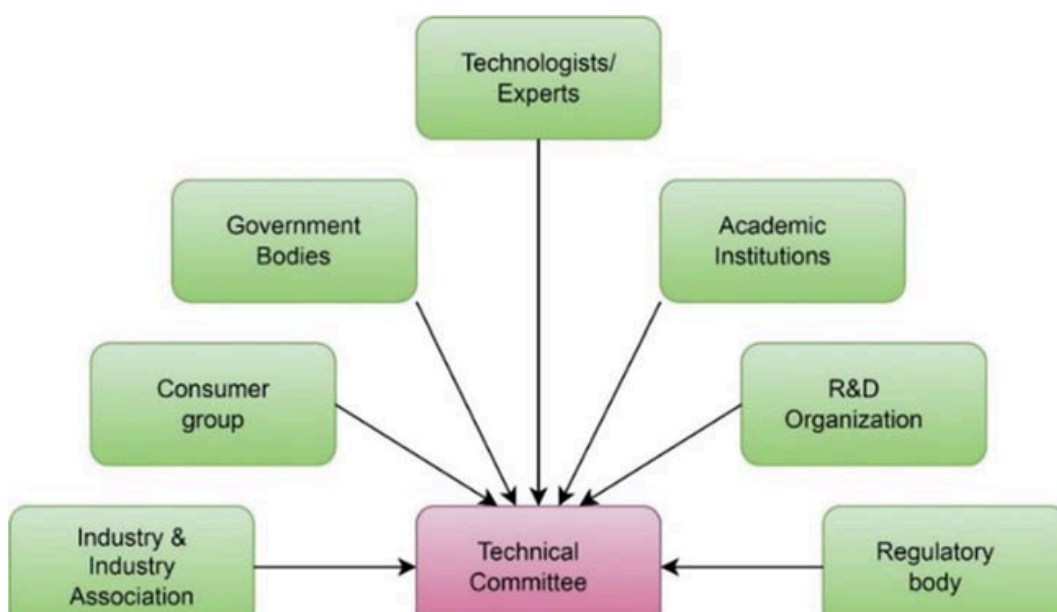 Technologists/
Experts
Government
Bodies
Academic
Institutions
Consumer
group
R&D
Organization
Industry &
Industry
Association
Technical
Committee
Regulatory
body